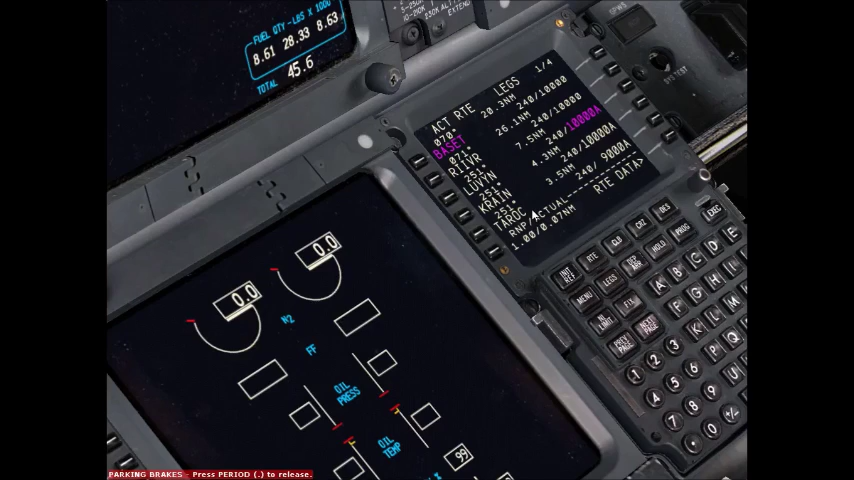 FUEL QTY-LBS X 1000
8.61 28.33 8.63
TOTAL 45.6
ACT RTE LEGS 1/4
070° 20.3NM
BASET 240/10000
071° 26.1NM
RIIVR 240/10000
251° 7.5NM
LUVYN 240/10000A
251° 4.3NM
KRAIN 240/10000A
251° 3.5NM
TAROC 240/ 9000A
RNP/ACTUAL
1.00/0.07NM RTE DATA>
0.0 0.0
N2
FF
OIL PRESS
OIL TEMP
99
INIT REF RTE CLB CRZ DES EXEC
MENU LEGS DEP ARR HOLD PROG
N1 LIMIT FIX A B C D E
PREV PAGE NEXT PAGE F G H I
1 2 3 K L M
4 5 6 P Q
7 8 9 U
0 +/-
PARKING BRAKES - Press PERIOD (.) to release.